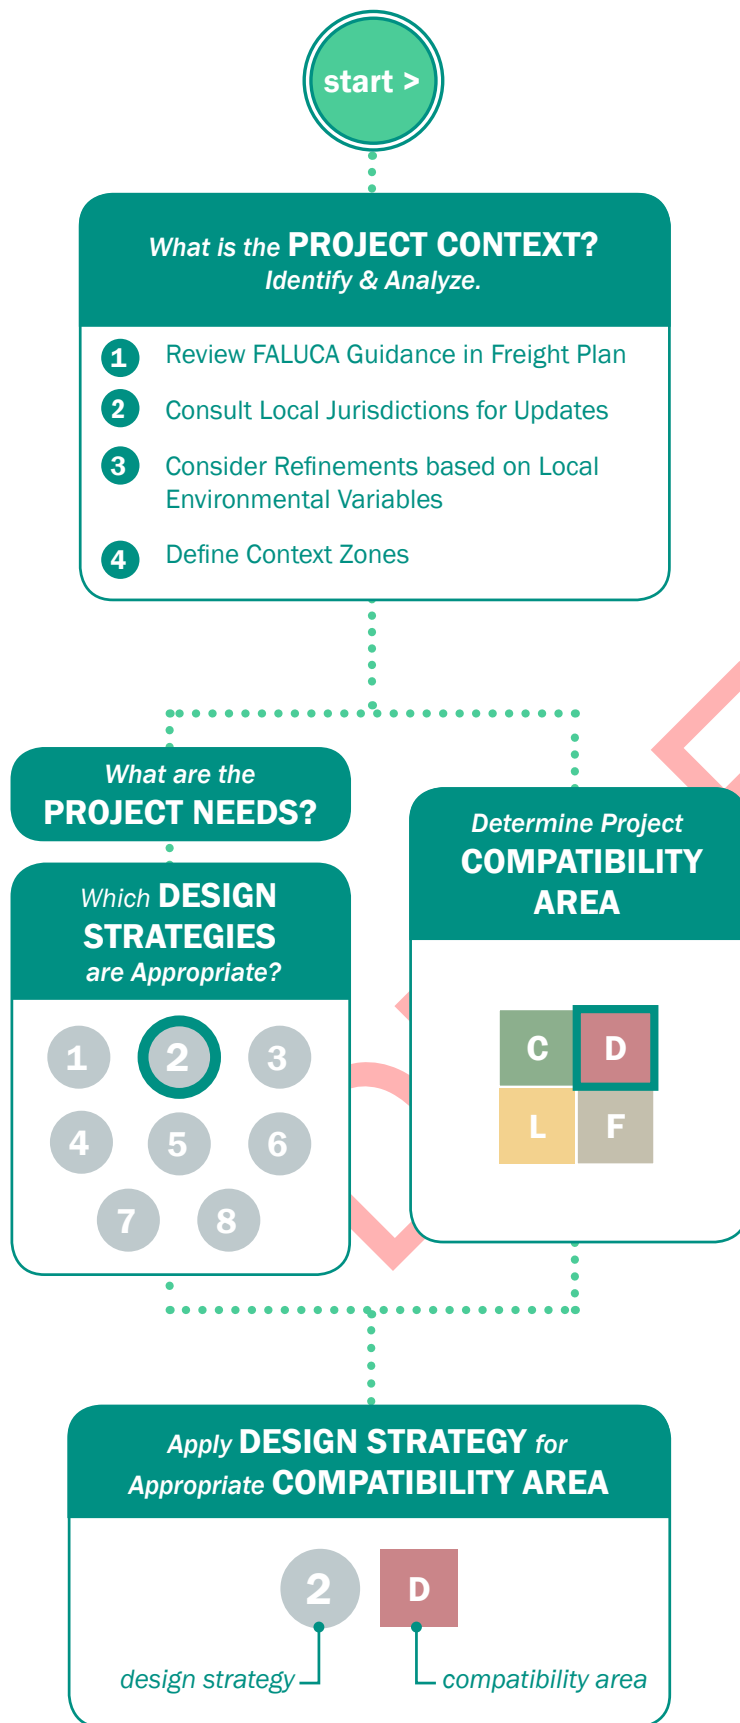 start >
What is the PROJECT CONTEXT?
Identify & Analyze.
1 Review FALUCA Guidance in Freight Plan
2 Consult Local Jurisdictions for Updates
3 Consider Refinements based on Local
Environmental Variables
4 Define Context Zones
What are the
PROJECT NEEDS?
Which DESIGN
STRATEGIES
are Appropriate?
1 2 3
4 5 6
7 8
Determine Project
COMPATIBILITY
AREA
C D
L F
Apply DESIGN STRATEGY for
Appropriate COMPATIBILITY AREA
2 D
design strategy compatibility area